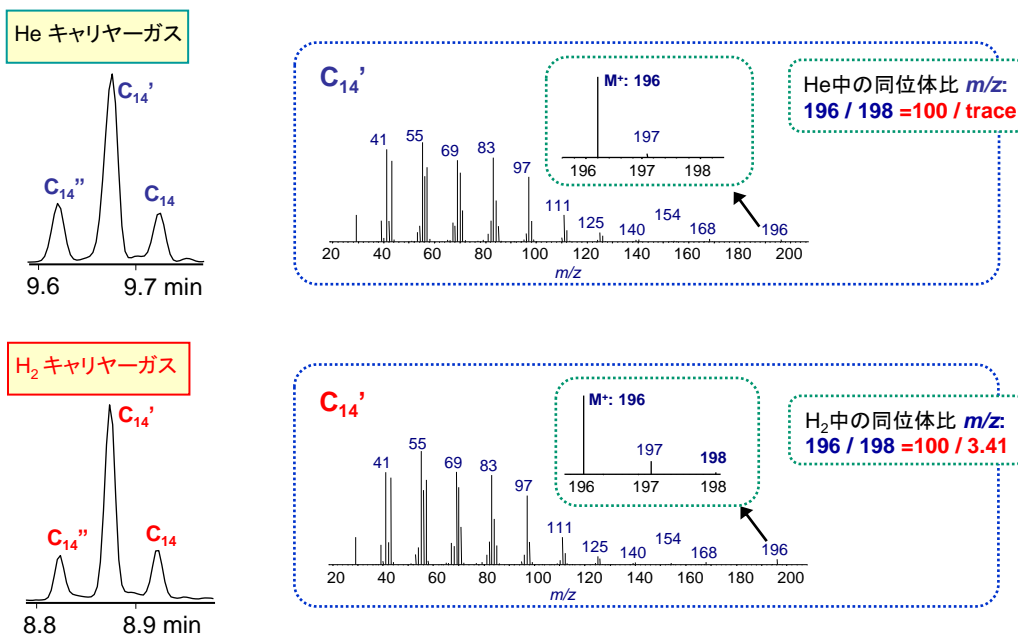 He キャリヤーガス
C14'
C14”
C14
9.6 9.7 min
C14'
M+: 196
197
196 197 198
He中の同位体比 m/z:
196 / 198 =100 / trace
41 55 69 83 97 111 125 140 154 168 196
20 40 60 80 100 120 140 160 180 200
m/z
H2 キャリヤーガス
C14'
C14”
C14
8.8 8.9 min
C14'
M+: 196
197 198
196 197 198
H2中の同位体比 m/z:
196 / 198 =100 / 3.41
41 55 69 83 97 111 125 140 154 168 196
20 40 60 80 100 120 140 160 180 200
m/z